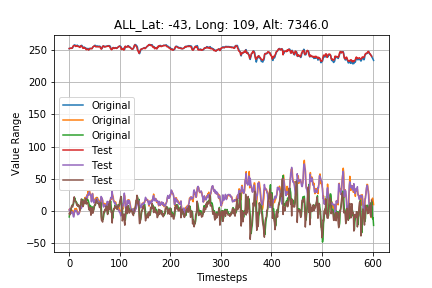 ALL_Lat: -43, Long: 109, Alt: 7346.0
250
200
150
100
50
0
−50
Value Range
Original
Original
Original
Test
Test
Test
0
100
200
300
400
500
600
Timesteps